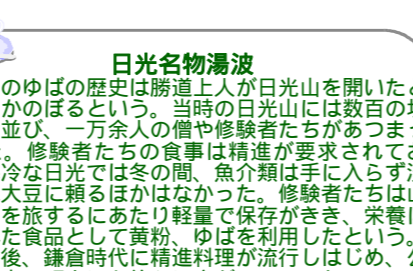 日光名物湯波
のゆばの歴史は勝道上人が日光山を開いた
かのぼるという。当時の日光山には数百の
並び、一万余人の僧や修験者たちがあつま
。修験者たちの食事は精進が要求されて
冷な日光では冬の間、魚介類は手に入らず
大豆に頼るほかはなかった。修験者たちは
を旅するにあたり軽量で保存がきき、栄養
た食品として黄粉、ゆばを利用したという。
後、鎌倉時代に精進料理が流行しはじめ、